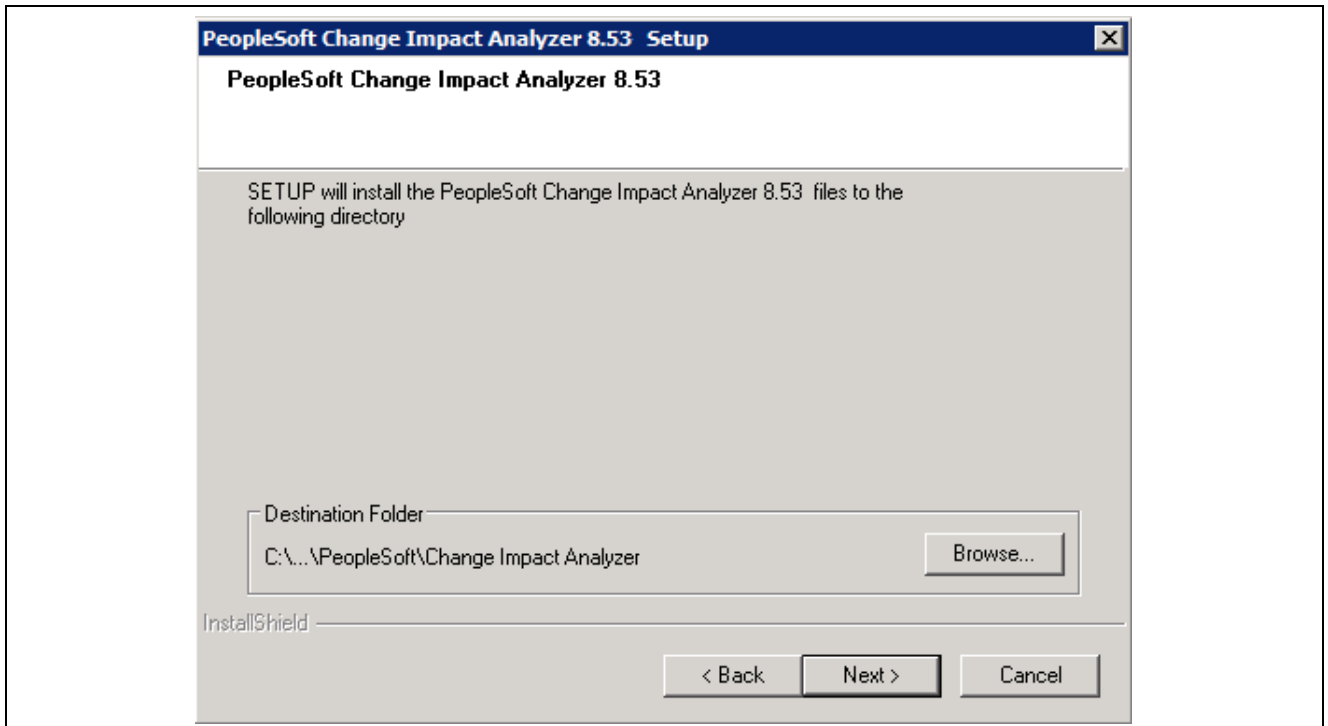 PeopleSoft Change Impact Analyzer 8.53 Setup
PeopleSoft Change Impact Analyzer 8.53
SETUP will install the PeopleSoft Change Impact Analyzer 8.53 files to the
following directory
Destination Folder
C:\...\PeopleSoft\Change Impact Analyzer
Browse...
InstallShield
< Back
Next >
Cancel